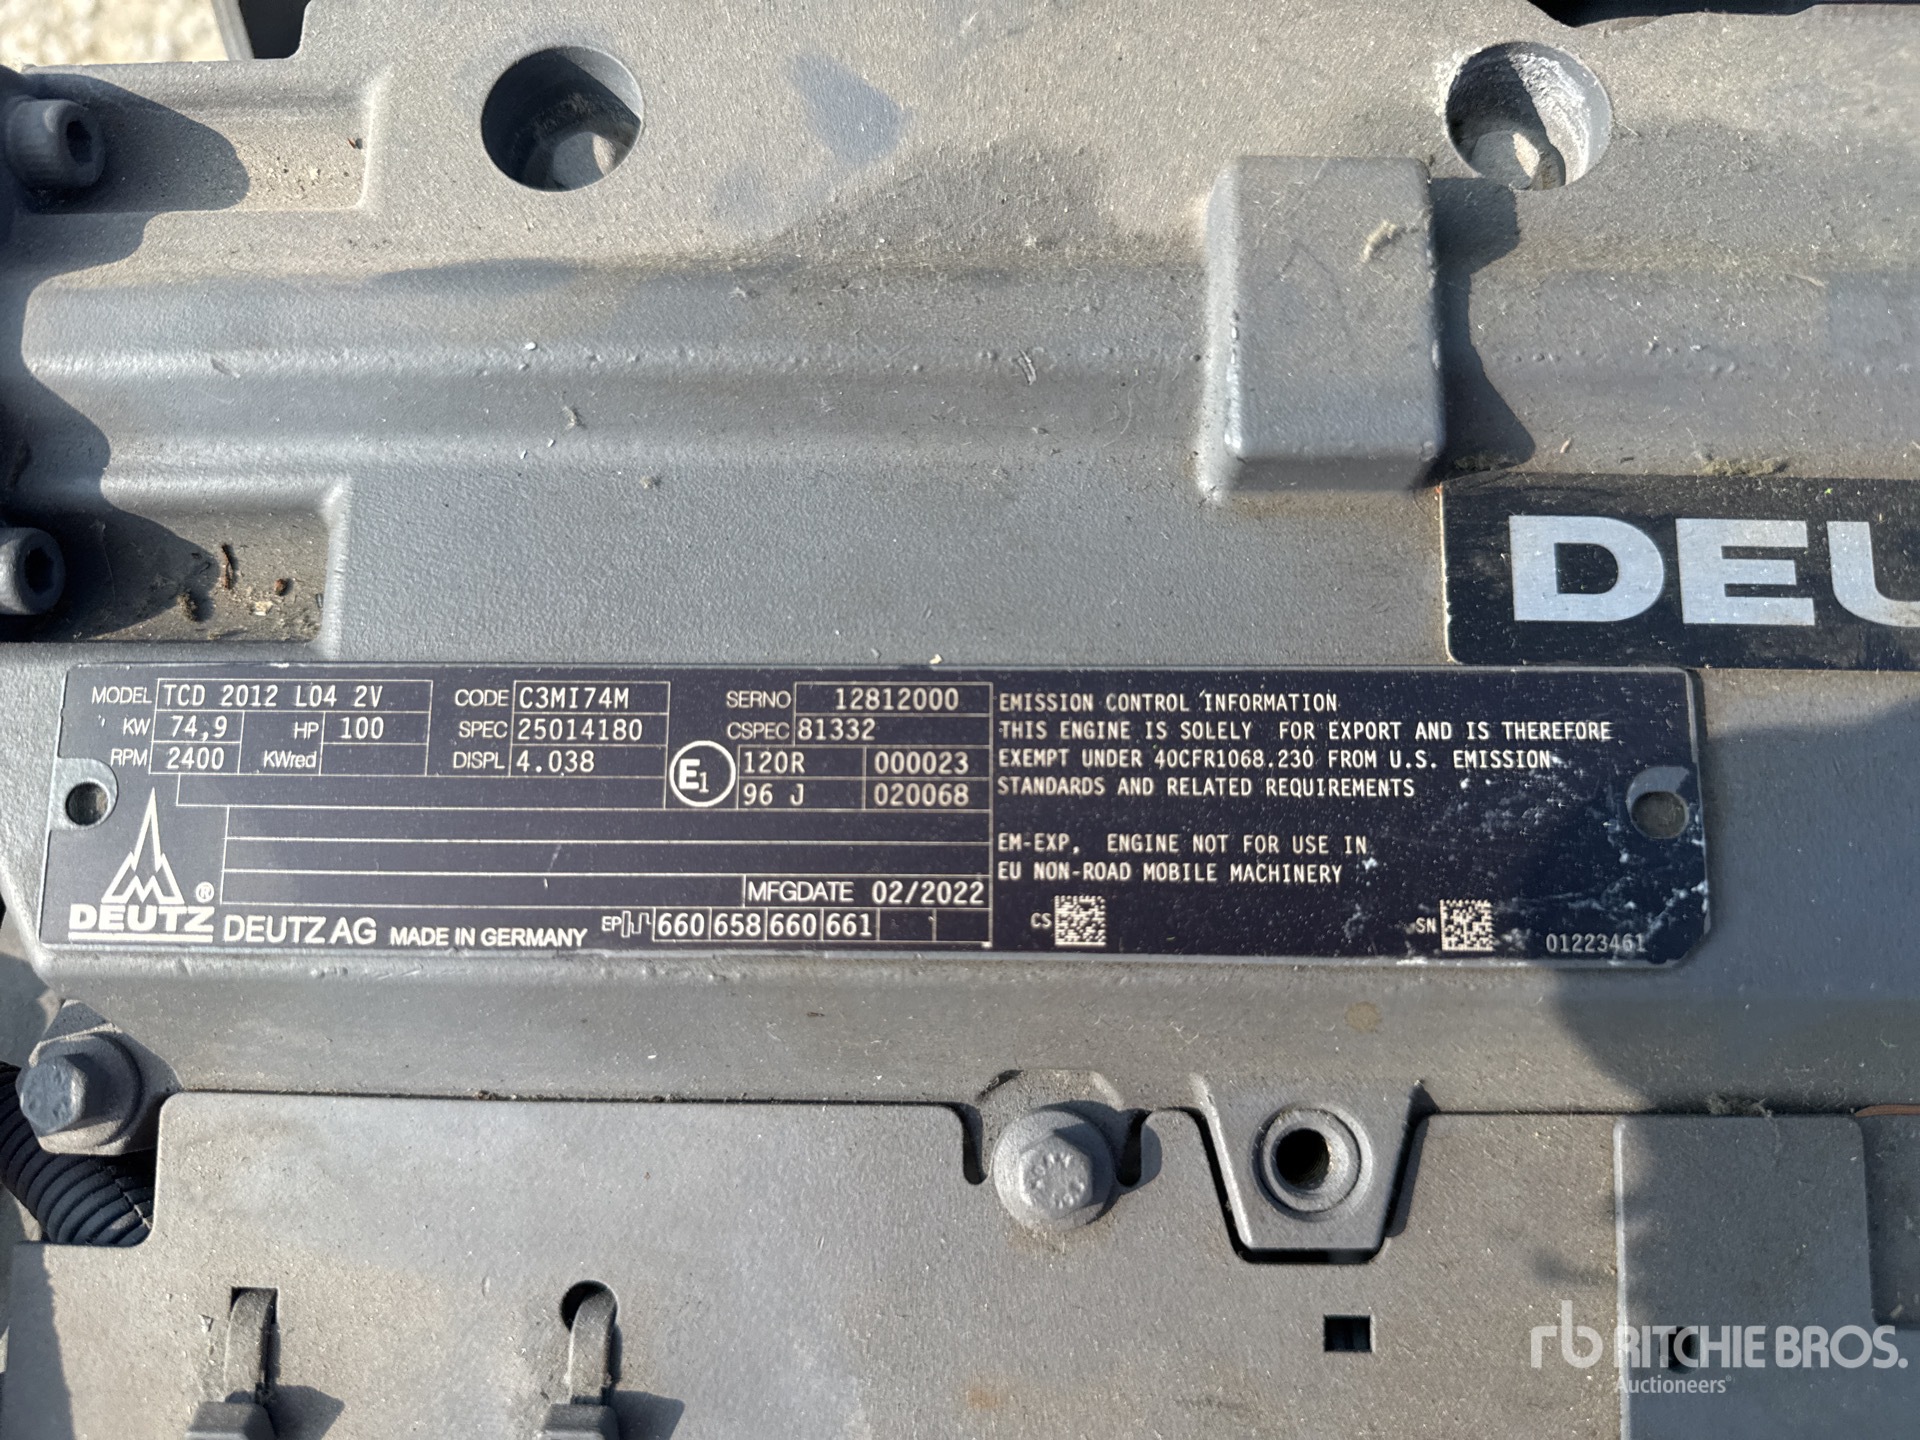 DEU
MODEL TCD 2012 L04 2V CODE C3MI74M SERNO 12812000
KW 74,9 HP 100 SPEC 25014180 CSPEC 81332
RPM 2400 KWred DISPL 4.038 E1 120R 000023
96 J 020068
EMISSION CONTROL INFORMATION
THIS ENGINE IS SOLELY FOR EXPORT AND IS THEREFORE
EXEMPT UNDER 40CFR1068.230 FROM U.S. EMISSION
STANDARDS AND RELATED REQUIREMENTS
EM-EXP. ENGINE NOT FOR USE IN
EU NON-ROAD MOBILE MACHINERY
MFGDATE 02/2022
DEUTZ ® DEUTZ AG MADE IN GERMANY EP 660 658 660 661
CS SN 01223461
rb RITCHIE BROS.
Auctioneers